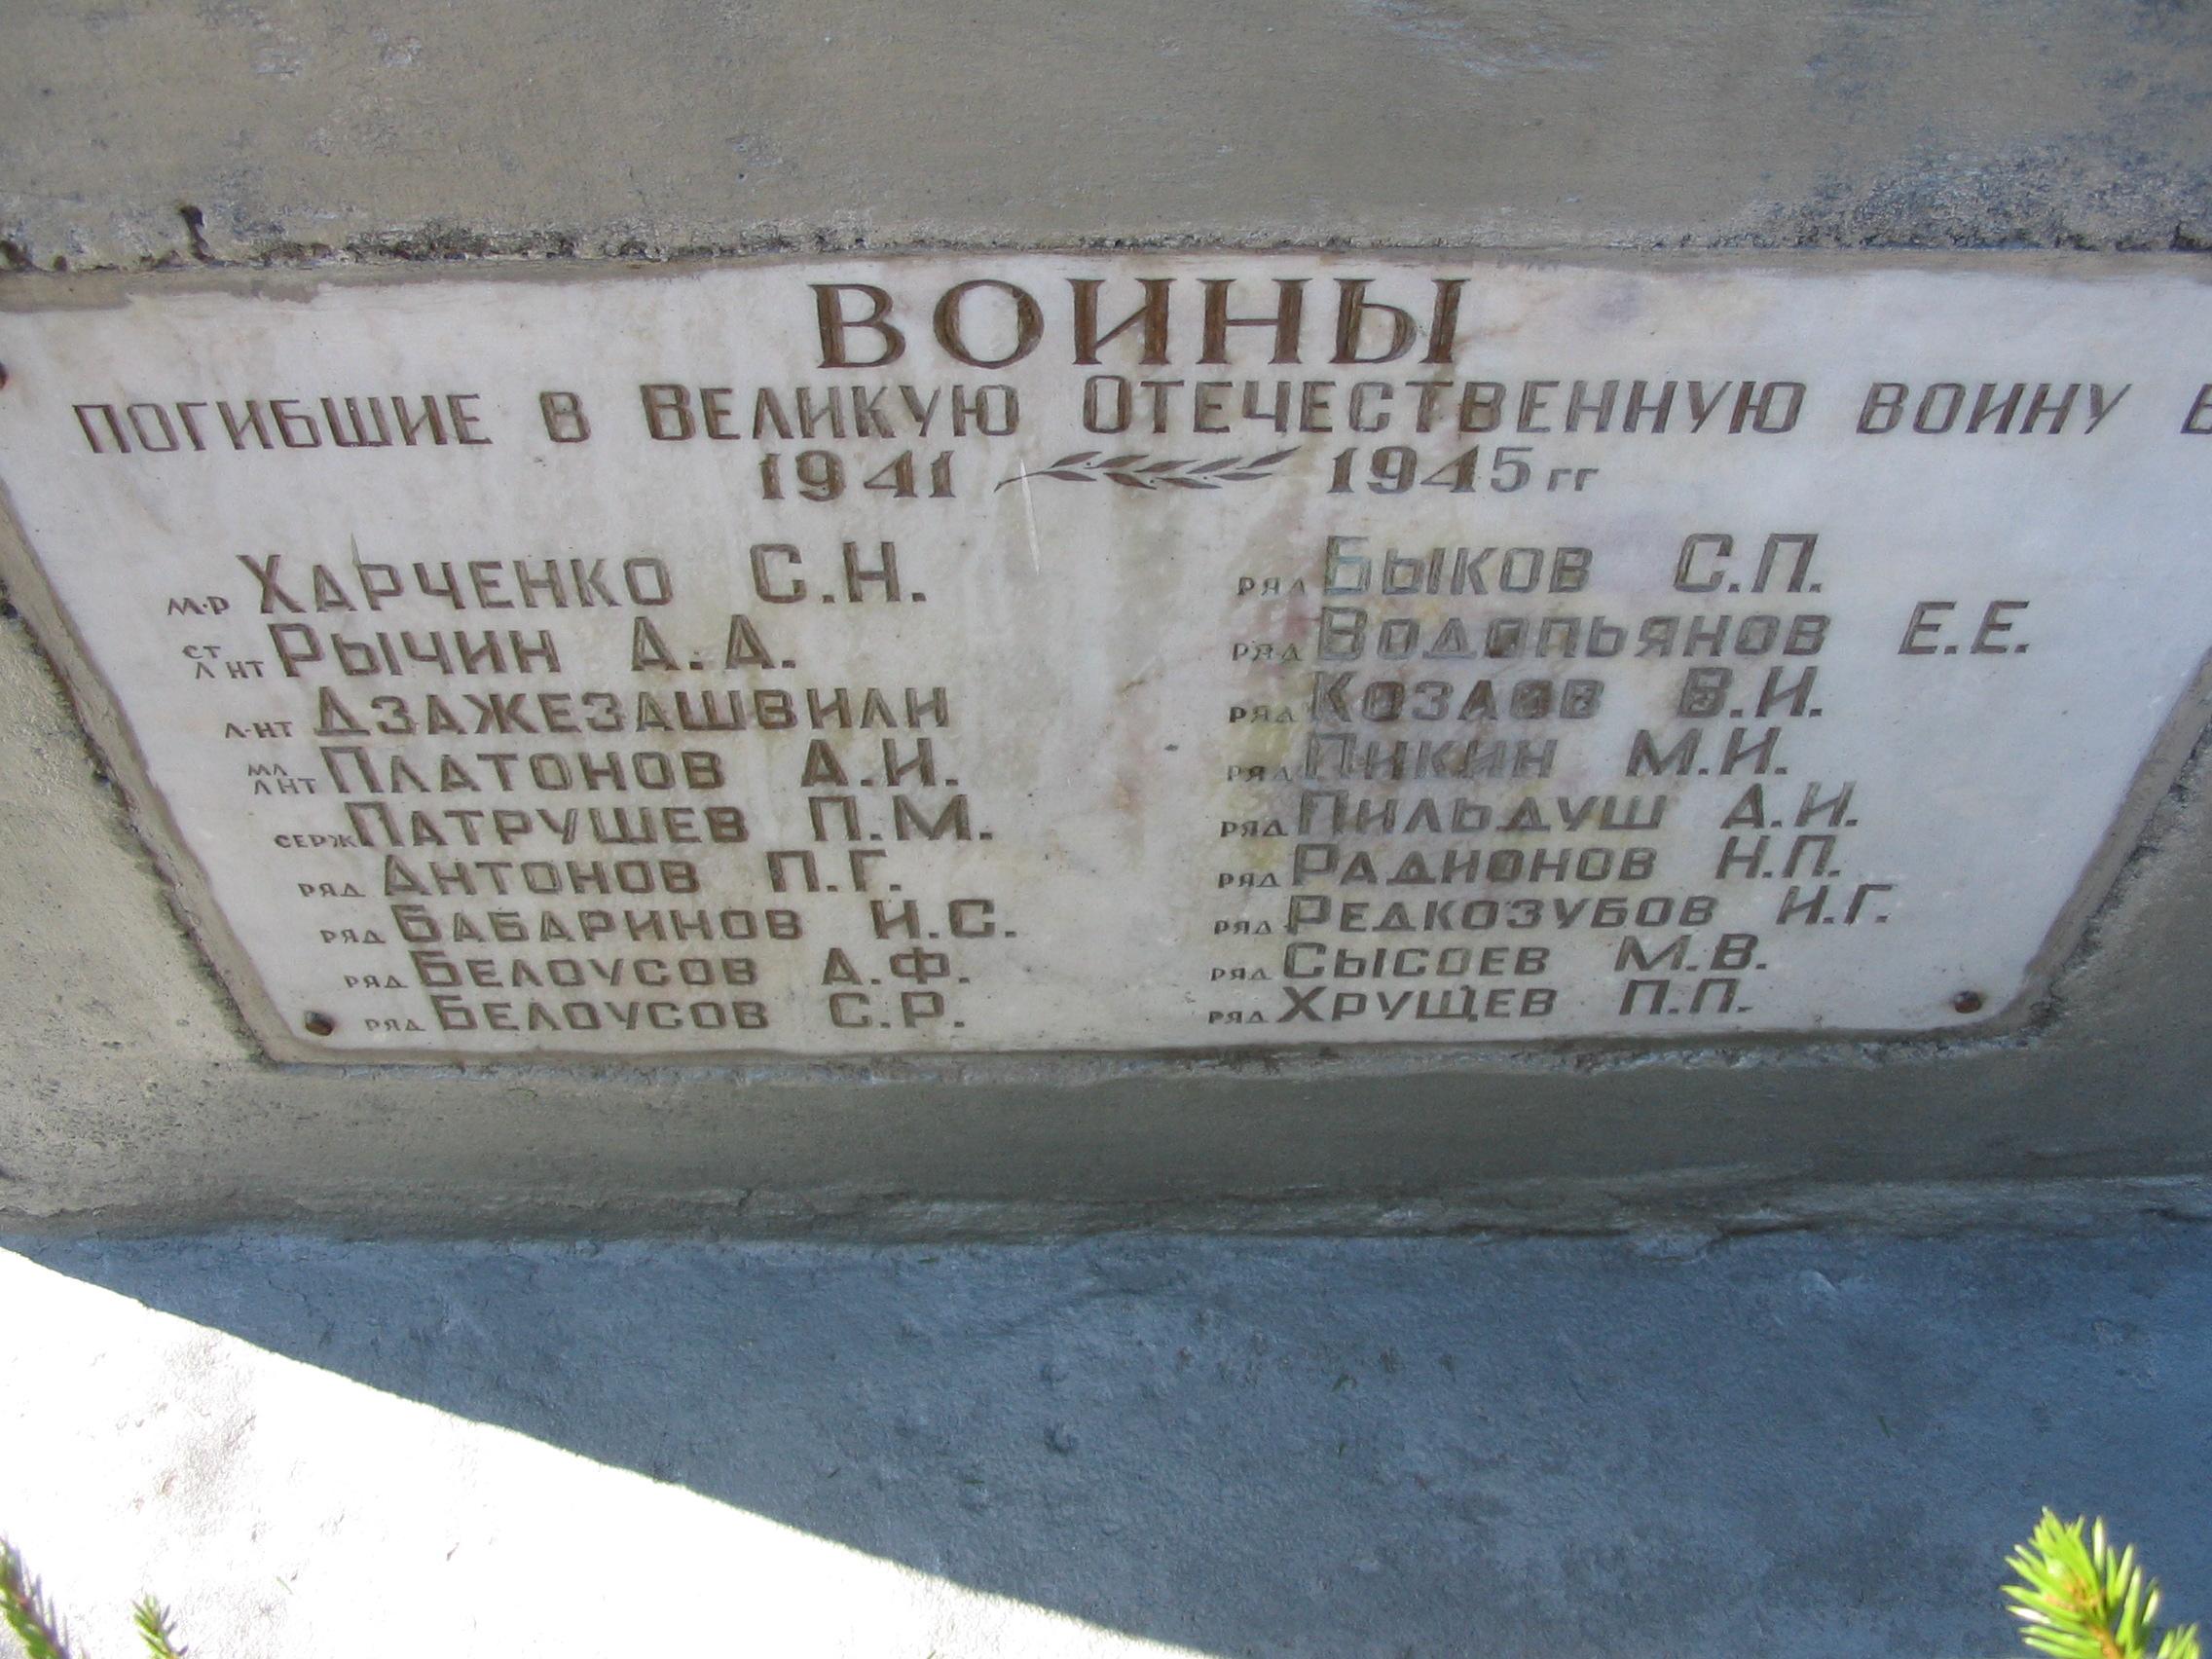 ВОИНЫ
ПОГИБШИЕ В ВЕЛИКУЮ ОТЕЧЕСТВЕННУЮ ВОИНУ В
1941 1945 гг
м-р ХАРЧЕНКО С.Н.
ст л-нт РЫЧИН А.А.
л-нт ДЗАЖЕЗАШВИЛИ
мл л-нт ПЛАТОНОВ А.И.
серж ПАТРУШЕВ П.М.
ряд АНТОНОВ П.Г.
ряд БАБАРИНОВ И.С.
ряд БЕЛОУСОВ А.Ф.
ряд БЕЛОУСОВ С.Р.
ряд БЫКОВ С.П.
ряд ВОДОПЬЯНОВ Е.Е.
ряд КОЗЛОВ В.И.
ряд ПИКИН М.И.
ряд ПИЛЬДУШ А.И.
ряд РАДИОНОВ Н.П.
ряд РЕДКОЗУБОВ И.Г.
ряд СЫСОЕВ М.В.
ряд ХРУЩЕВ П.П.